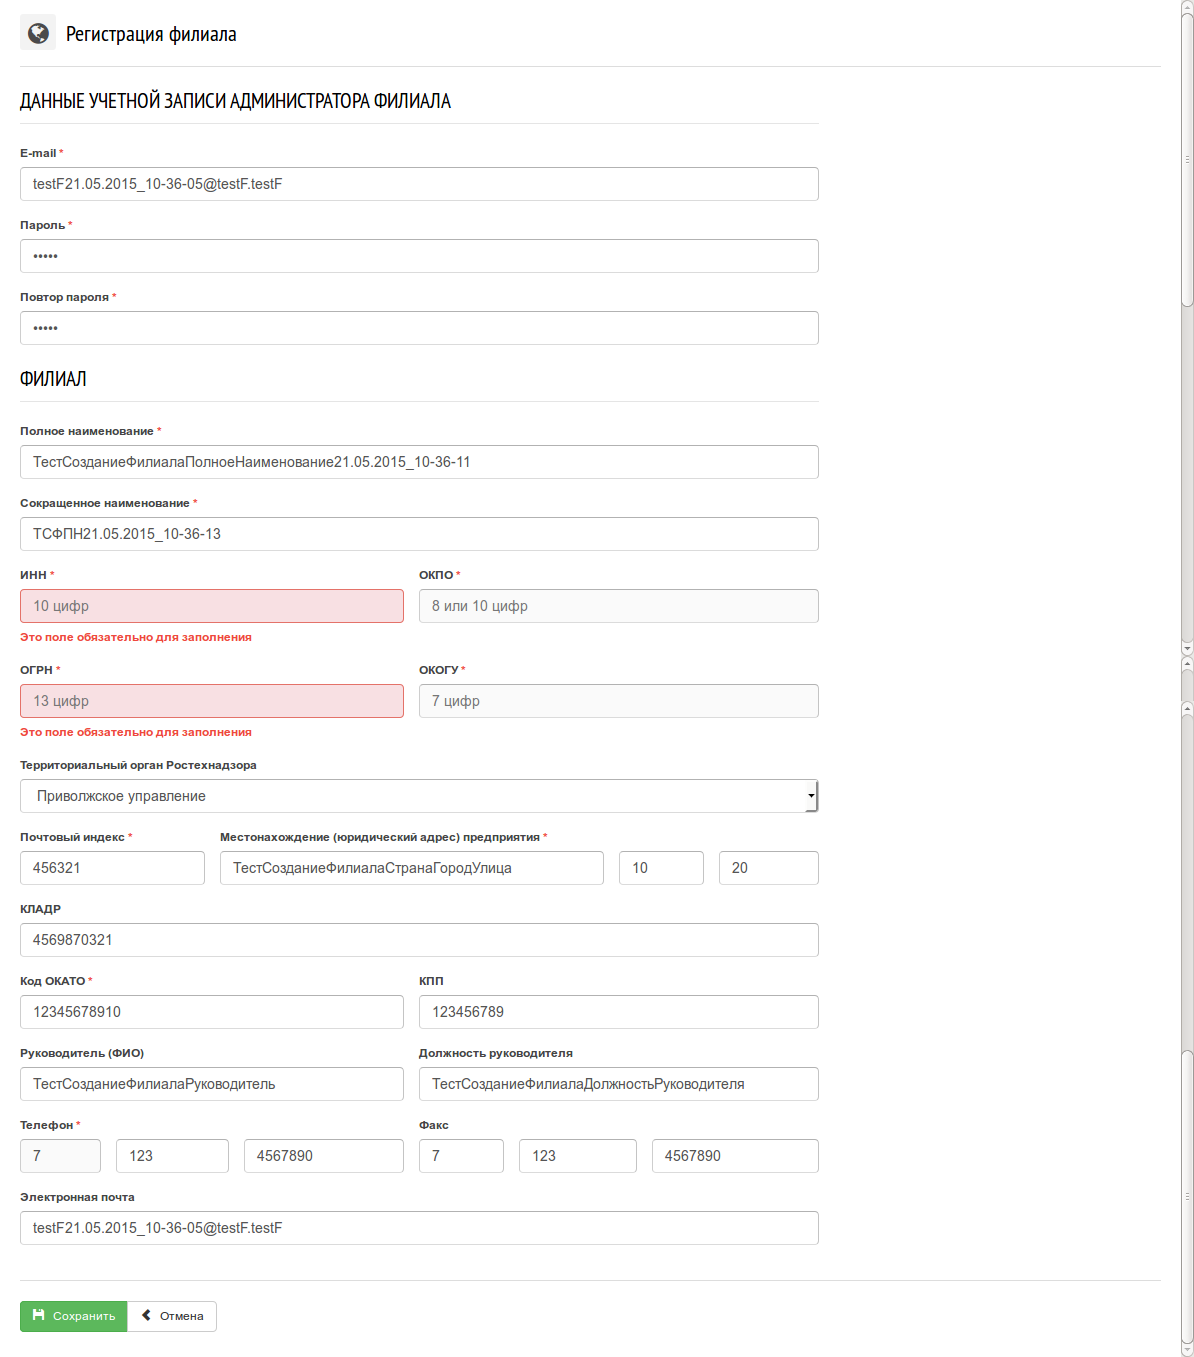 Регистрация филиала
ДАННЫЕ УЧЕТНОЙ ЗАПИСИ АДМИНИСТРАТОРА ФИЛИАЛА
E-mail *
testF21.05.2015_10-36-05@testF.testF
Пароль *
•••••
Повтор пароля *
•••••
ФИЛИАЛ
Полное наименование *
ТестСозданиеФилиалаПолноеНаименование21.05.2015_10-36-11
Сокращенное наименование *
ТСФПН21.05.2015_10-36-13
ИНН * ОКПО *
10 цифр 8 или 10 цифр
Это поле обязательно для заполнения
ОГРН * ОКОГУ *
13 цифр 7 цифр
Это поле обязательно для заполнения
Территориальный орган Ростехнадзора
Приволжское управление
Почтовый индекс * Местонахождение (юридический адрес) предприятия *
456321 ТестСозданиеФилиалаСтранаГородУлица 10 20
КЛАДР
4569870321
Код ОКАТО * КПП
12345678910 123456789
Руководитель (ФИО) Должность руководителя
ТестСозданиеФилиалаРуководитель ТестСозданиеФилиалаДолжностьРуководителя
Телефон * Факс
7 123 4567890 7 123 4567890
Электронная почта
testF21.05.2015_10-36-05@testF.testF
Сохранить Отмена